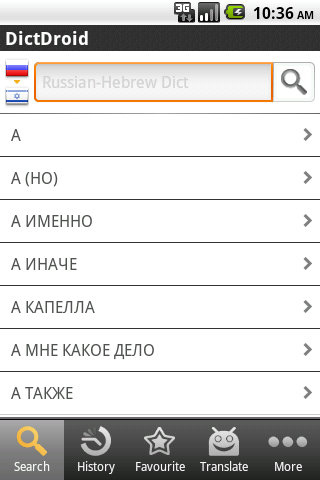 3G 10:36 AM
DictDroid
Russian-Hebrew Dict
А
А (НО)
А ИМЕННО
А ИНАЧЕ
А КАПЕЛЛА
А МНЕ КАКОЕ ДЕЛО
А ТАКЖЕ
Search History Favourite Translate More